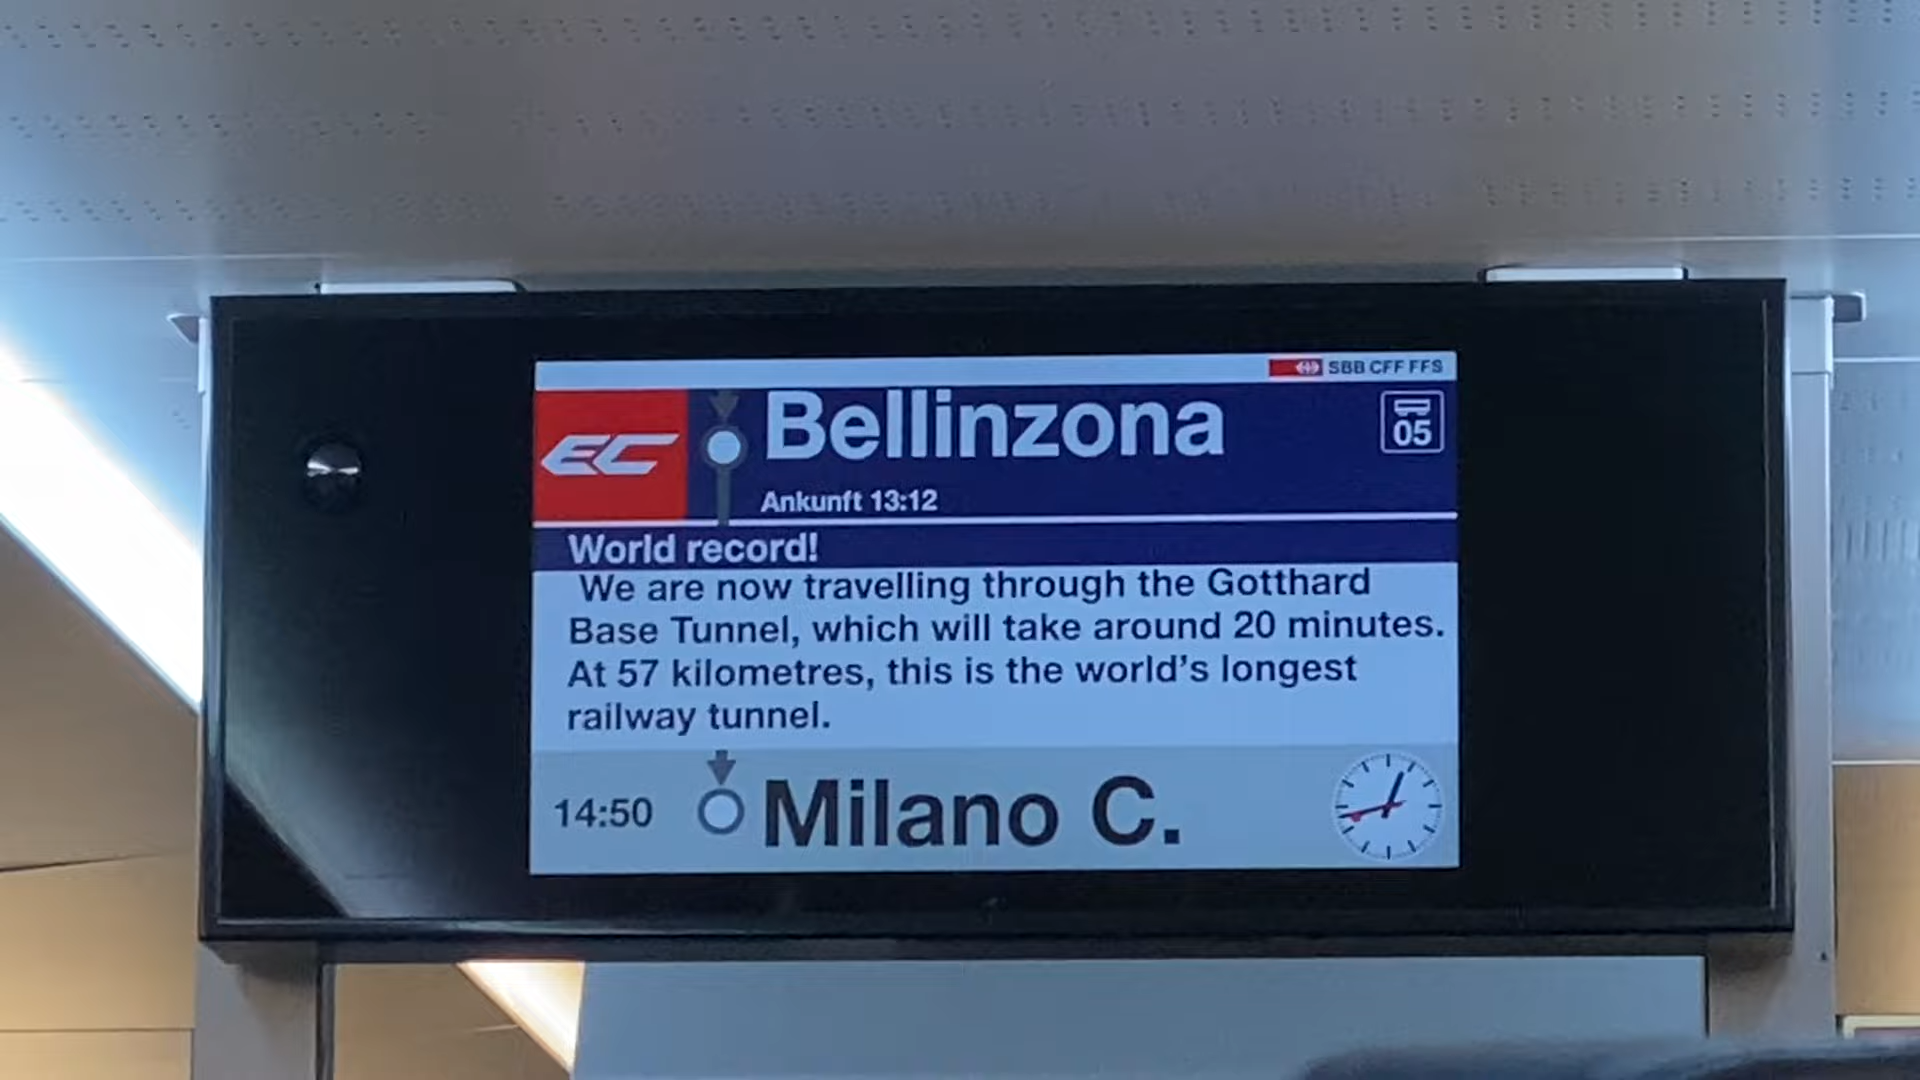 SBB CFF FFS
EC
Bellinzona
05
Ankunft 13:12
World record!
We are now travelling through the Gotthard
Base Tunnel, which will take around 20 minutes.
At 57 kilometres, this is the world's longest
railway tunnel.
14:50 Milano C.